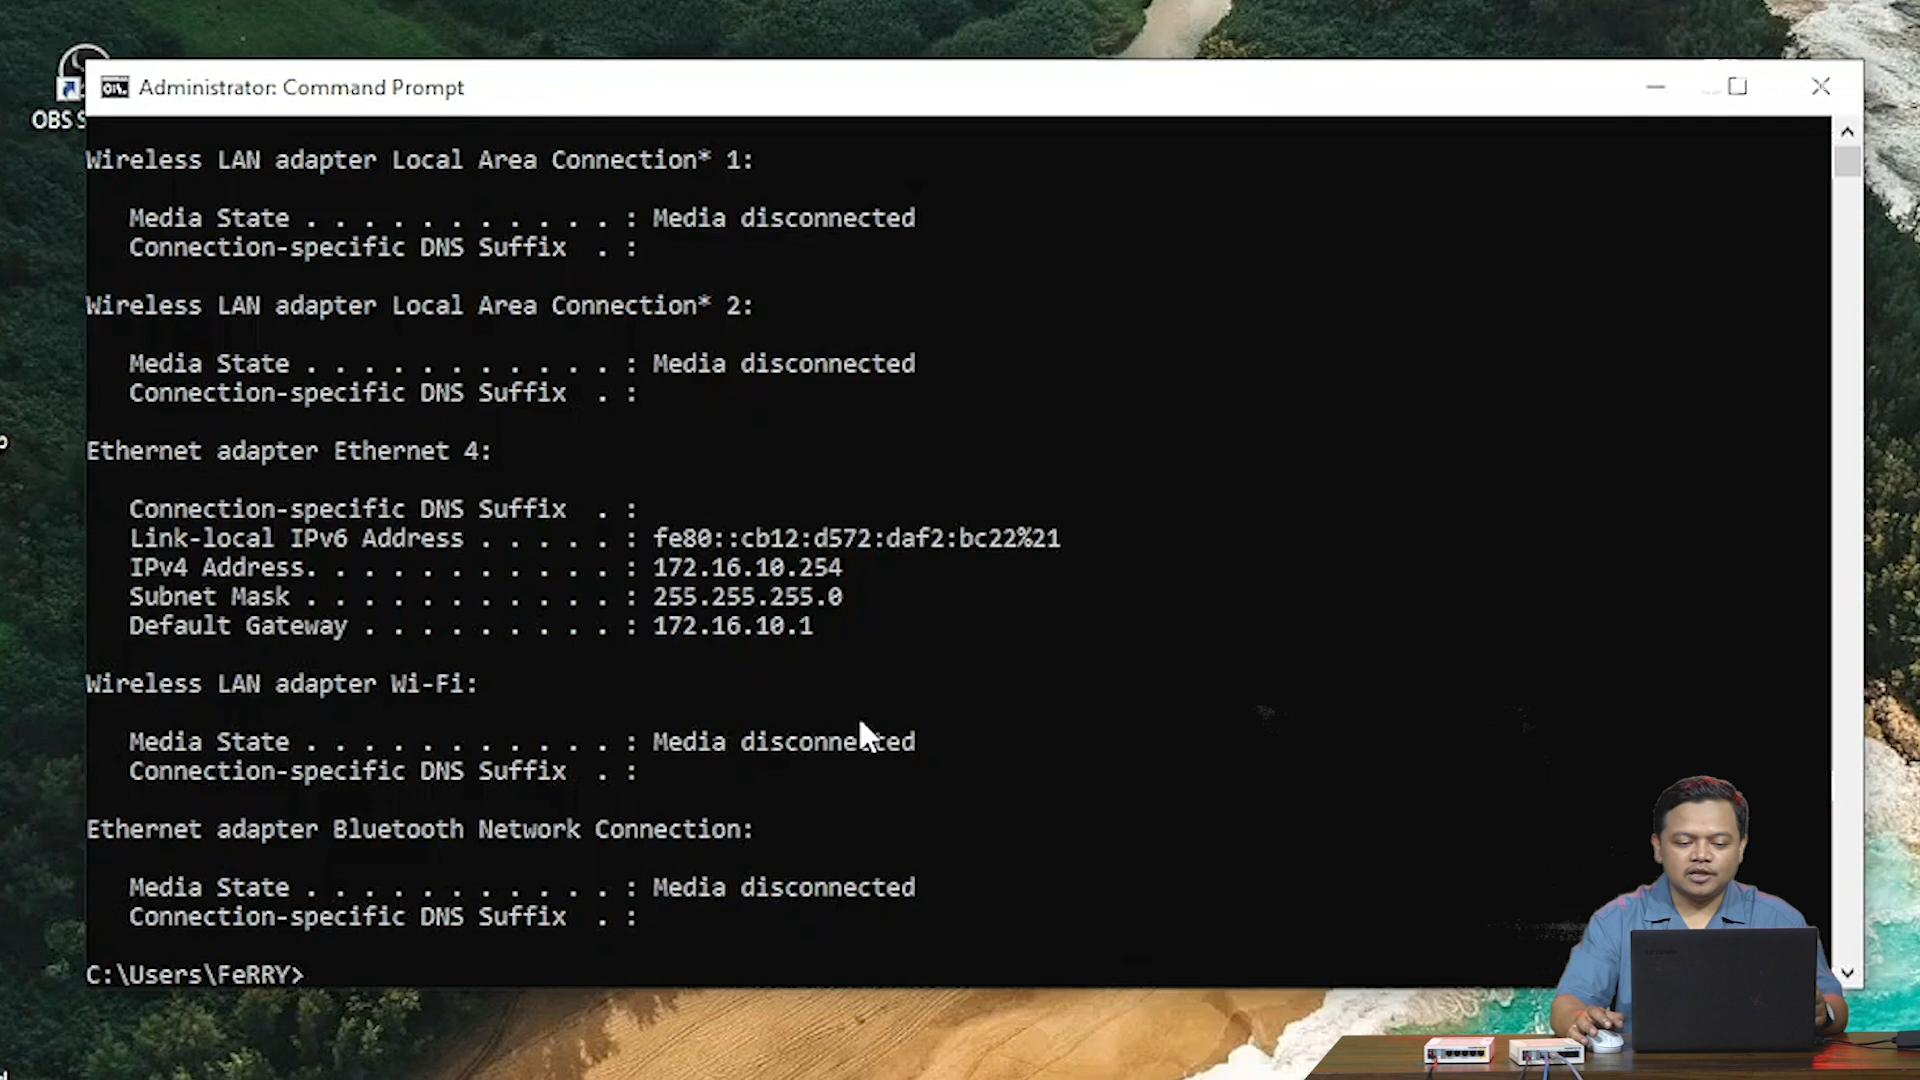 OBS S
Administrator: Command Prompt
Wireless LAN adapter Local Area Connection* 1:
Media State . . . . . . . . . . . : Media disconnected
Connection-specific DNS Suffix  . :
Wireless LAN adapter Local Area Connection* 2:
Media State . . . . . . . . . . . : Media disconnected
Connection-specific DNS Suffix  . :
Ethernet adapter Ethernet 4:
Connection-specific DNS Suffix  . :
Link-local IPv6 Address . . . . . : fe80::cb12:d572:daf2:bc22%21
IPv4 Address. . . . . . . . . . . : 172.16.10.254
Subnet Mask . . . . . . . . . . . : 255.255.255.0
Default Gateway . . . . . . . . . : 172.16.10.1
Wireless LAN adapter Wi-Fi:
Media State . . . . . . . . . . . : Media disconnected
Connection-specific DNS Suffix  . :
Ethernet adapter Bluetooth Network Connection:
Media State . . . . . . . . . . . : Media disconnected
Connection-specific DNS Suffix  . :
C:\Users\FeRRY>